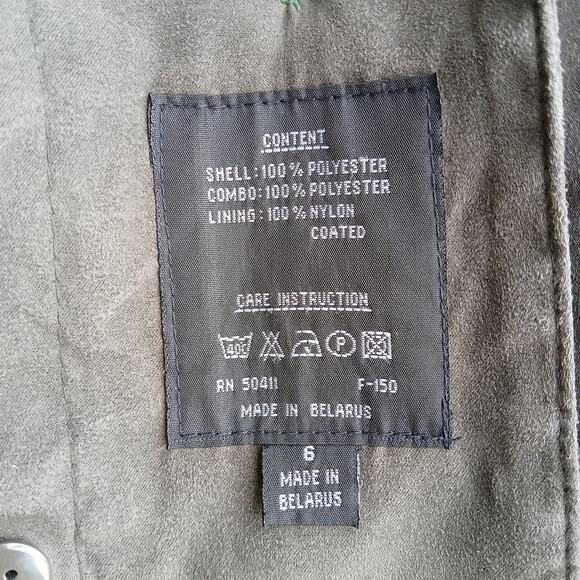 CONTENT
SHELL: 100% POLYESTER
COMBO: 100% POLYESTER
LINING: 100% NYLON
COATED
CARE INSTRUCTION
40C P
RN 50411 F-150
MADE IN BELARUS
6
MADE IN
BELARUS